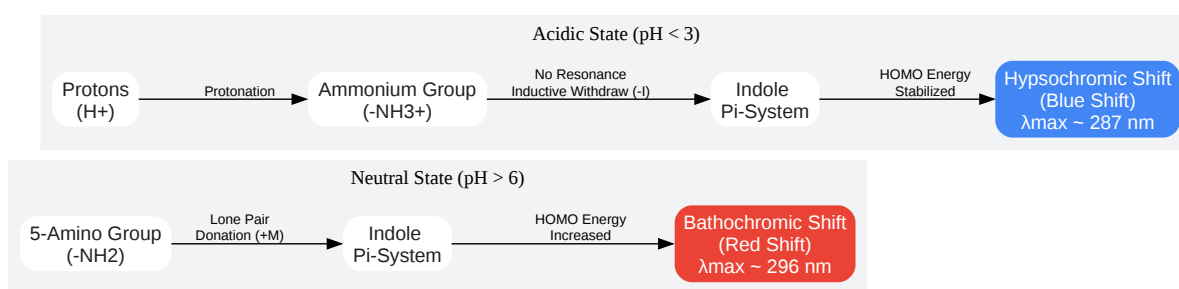 Acidic State (pH < 3)
Protons
(H+)
Protonation
Ammonium Group
(-NH3+)
No Resonance
Inductive Withdraw (-I)
Indole
Pi-System
HOMO Energy
Stabilized
Hypsochromic Shift
(Blue Shift)
λmax ~ 287 nm
Neutral State (pH > 6)
5-Amino Group
(-NH2)
Lone Pair
Donation (+M)
Indole
Pi-System
HOMO Energy
Increased
Bathochromic Shift
(Red Shift)
λmax ~ 296 nm